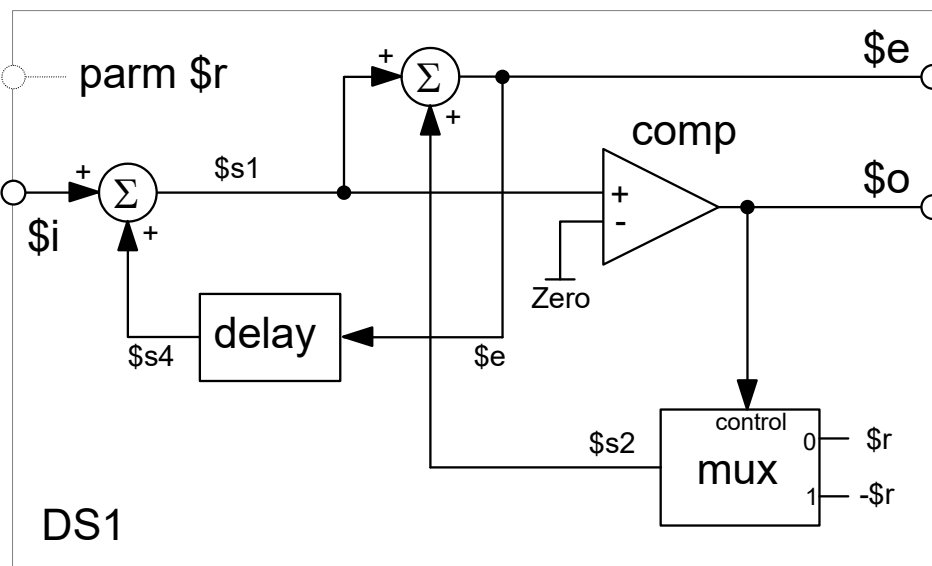 parm $r
+
Σ
+
$e
comp
+
Σ
+
$s1
+
-
$o
$i
Zero
delay
$s4
$e
control
0
$r
mux
1
-$r
$s2
DS1